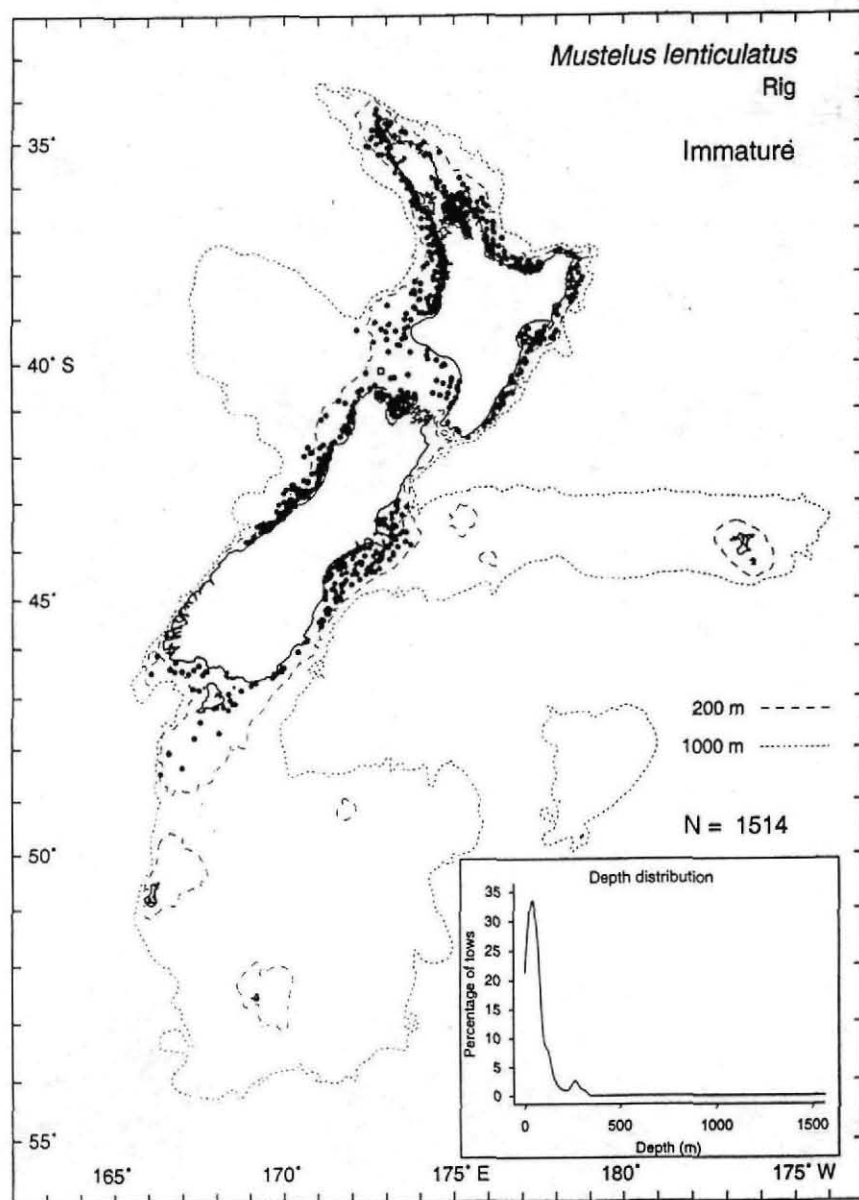 Mustelus lenticulatus
Rig
Immature
35°
40° S
45°
50°
55°
200 m
1000 m
N = 1514
Depth distribution
Percentage of tows
35
30
25
20
15
10
5
0
0 500 1000 1500
Depth (m)
165° 170° 175° E 180° 175° W